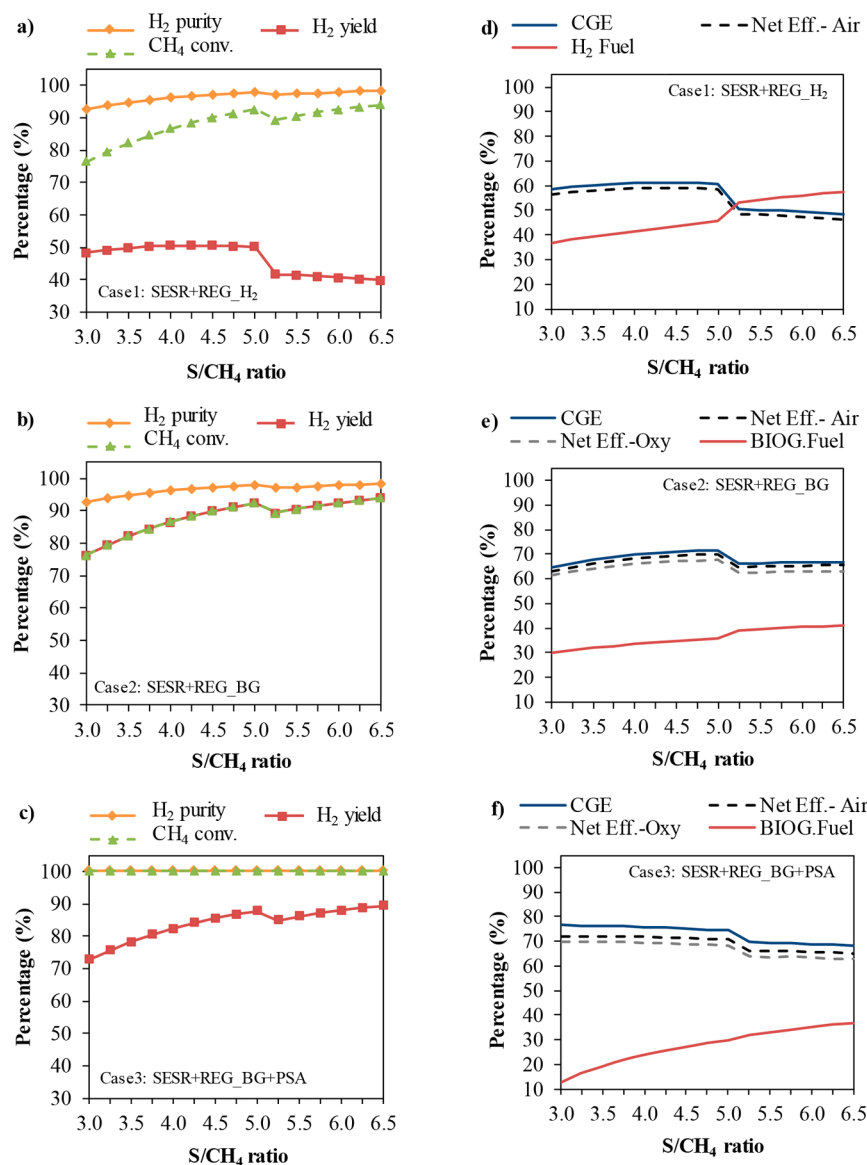 a)
H₂ purity
H₂ yield
CH₄ conv.
Percentage (%)
100
90
80
70
60
50
40
30
Case1: SESR+REG_H₂
3.0 3.5 4.0 4.5 5.0 5.5 6.0 6.5
S/CH₄ ratio
d)
CGE
Net Eff.- Air
H₂ Fuel
Percentage (%)
100
90
80
70
60
50
40
30
20
10
Case1: SESR+REG_H₂
3.0 3.5 4.0 4.5 5.0 5.5 6.0 6.5
S/CH₄ ratio
b)
H₂ purity
H₂ yield
CH₄ conv.
Percentage (%)
100
90
80
70
60
50
40
30
Case2: SESR+REG_BG
3.0 3.5 4.0 4.5 5.0 5.5 6.0 6.5
S/CH₄ ratio
e)
CGE
Net Eff.- Air
Net Eff.-Oxy
BIOG.Fuel
Percentage (%)
100
90
80
70
60
50
40
30
20
10
Case2: SESR+REG_BG
3.0 3.5 4.0 4.5 5.0 5.5 6.0 6.5
S/CH₄ ratio
c)
H₂ purity
H₂ yield
CH₄ conv.
Percentage (%)
100
90
80
70
60
50
40
30
Case3: SESR+REG_BG+PSA
3.0 3.5 4.0 4.5 5.0 5.5 6.0 6.5
S/CH₄ ratio
f)
CGE
Net Eff.- Air
Net Eff.-Oxy
BIOG.Fuel
Percentage (%)
100
90
80
70
60
50
40
30
20
10
Case3: SESR+REG_BG+PSA
3.0 3.5 4.0 4.5 5.0 5.5 6.0 6.5
S/CH₄ ratio